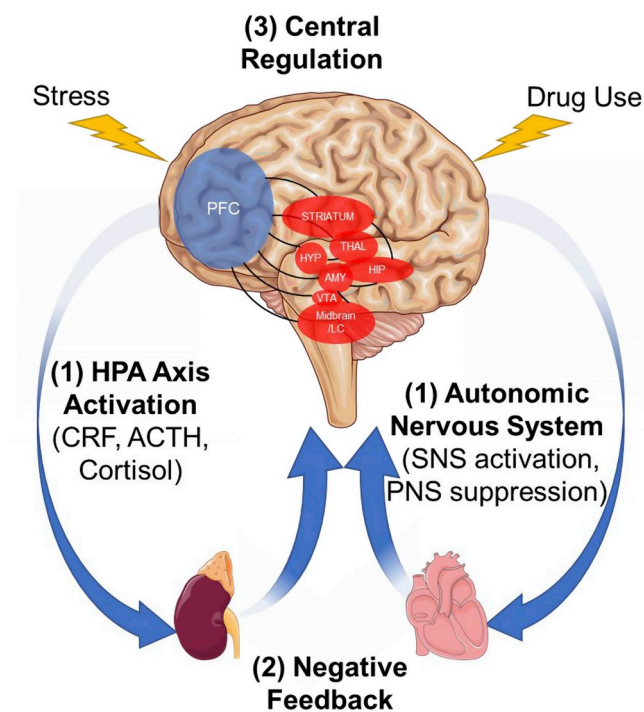 (3) Central
Regulation
Stress
Drug Use
PFC
STRIATUM
THAL
HYP
HIP
AMY
VTA
Midbrain
/LC
(1) HPA Axis
Activation
(CRF, ACTH,
Cortisol)
(1) Autonomic
Nervous System
(SNS activation,
PNS suppression)
(2) Negative
Feedback